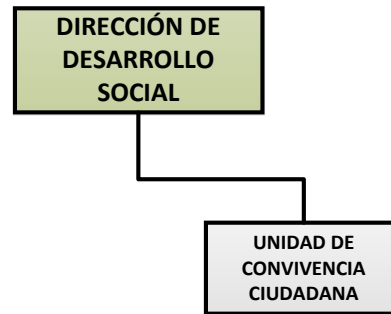 DIRECCIÓN DE
DESARROLLO
SOCIAL
UNIDAD DE
CONVIVENCIA
CIUDADANA